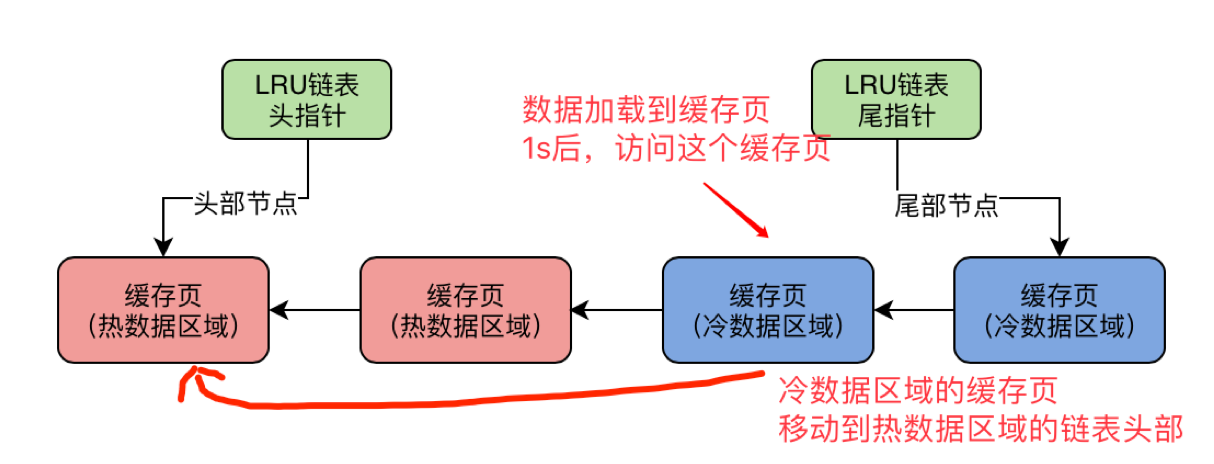 LRU链表
头指针
LRU链表
尾指针
数据加载到缓存页
1s后，访问这个缓存页
头部节点
尾部节点
缓存页
（热数据区域）
缓存页
（热数据区域）
缓存页
（冷数据区域）
缓存页
（冷数据区域）
冷数据区域的缓存页
移动到热数据区域的链表头部